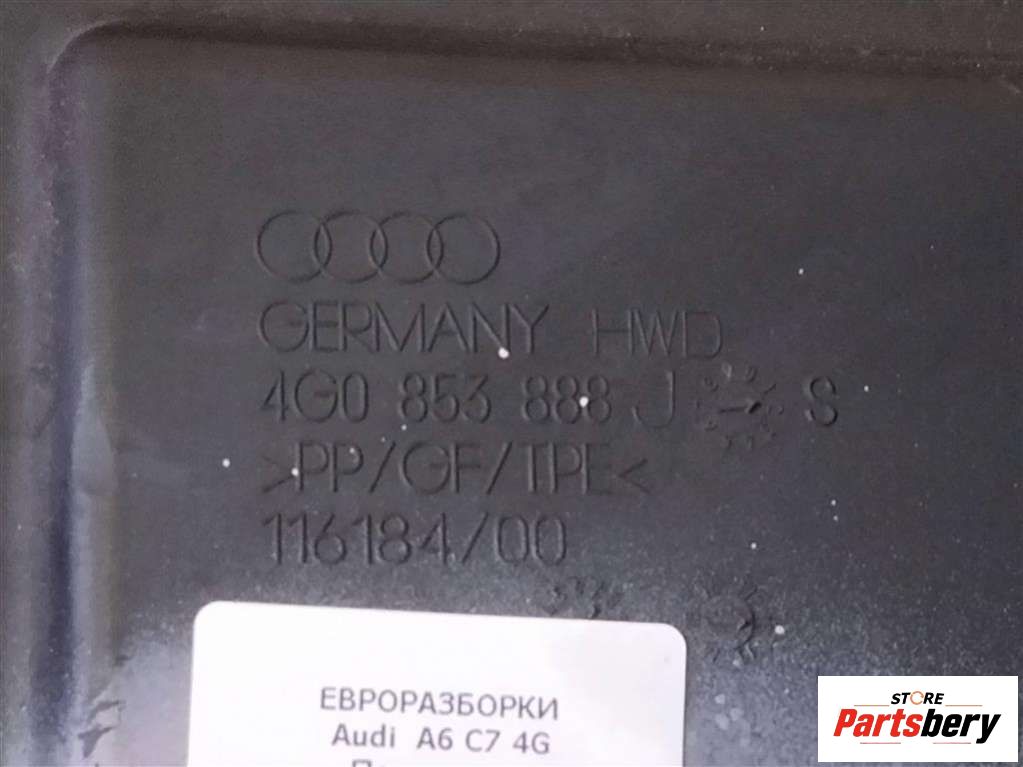 GERMANY HWD
4G0 853 888 J S
>PP/GF/TPE<
116184/00
ЕВРОРАЗБОРКИ
Audi A6 C7 4G
STORE
Partsbery